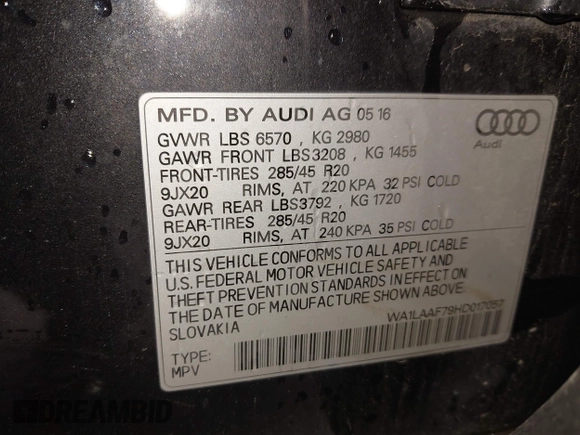 MFD. BY AUDI AG 05 16
Audi
GVWR LBS 6570 , KG 2980
GAWR FRONT LBS3208 , KG 1455
FRONT-TIRES 285/45 R20
9JX20 RIMS, AT 220 KPA 32 PSI COLD
GAWR REAR LBS3792 , KG 1720
REAR-TIRES 285/45 R20
9JX20 RIMS, AT 240 KPA 35 PSI COLD
THIS VEHICLE CONFORMS TO ALL APPLICABLE
U.S. FEDERAL MOTOR VEHICLE SAFETY AND
THEFT PREVENTION STANDARDS IN EFFECT ON
THE DATE OF MANUFACTURE SHOWN ABOVE.
SLOVAKIA
WA1LAAF79HD017057
TYPE:
MPV
DREAMBID